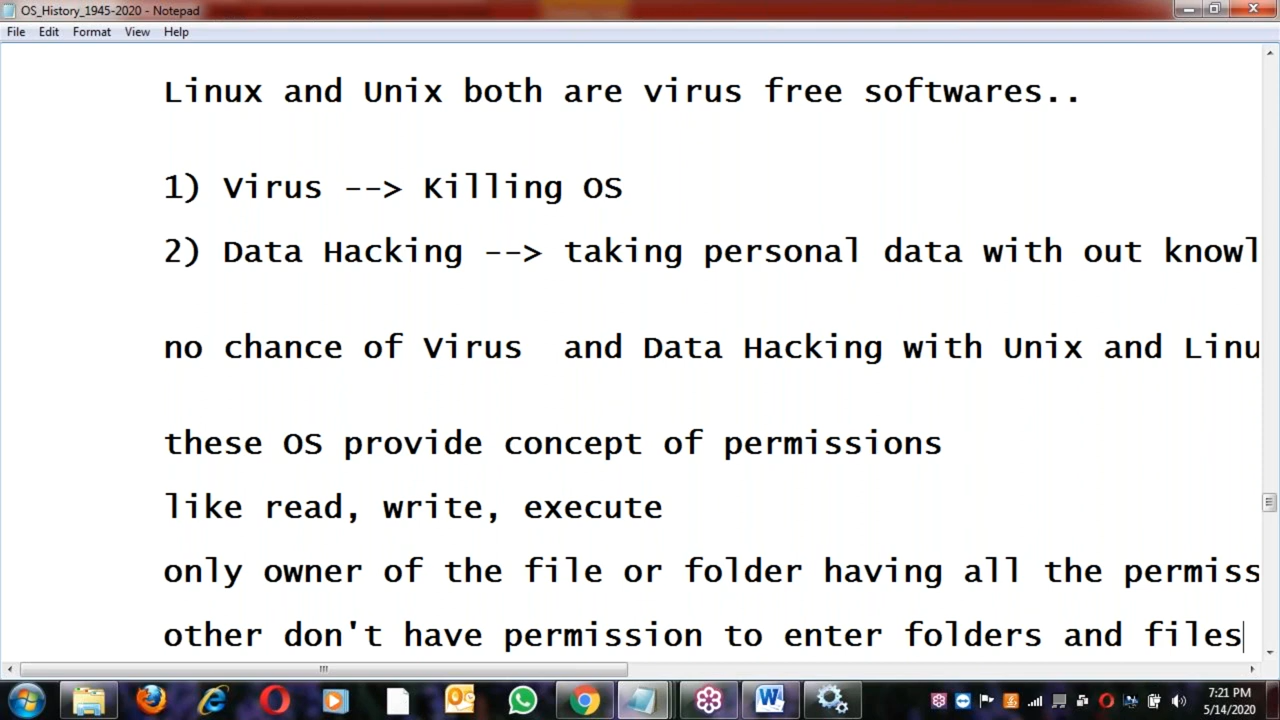 OS_History_1945-2020 - Notepad
File Edit Format View Help
Linux and Unix both are virus free softwares..
1) Virus --> Killing OS
2) Data Hacking --> taking personal data with out knowl
no chance of Virus  and Data Hacking with Unix and Linu
these OS provide concept of permissions
like read, write, execute
only owner of the file or folder having all the permiss
other don't have permission to enter folders and files
7:21 PM
5/14/2020